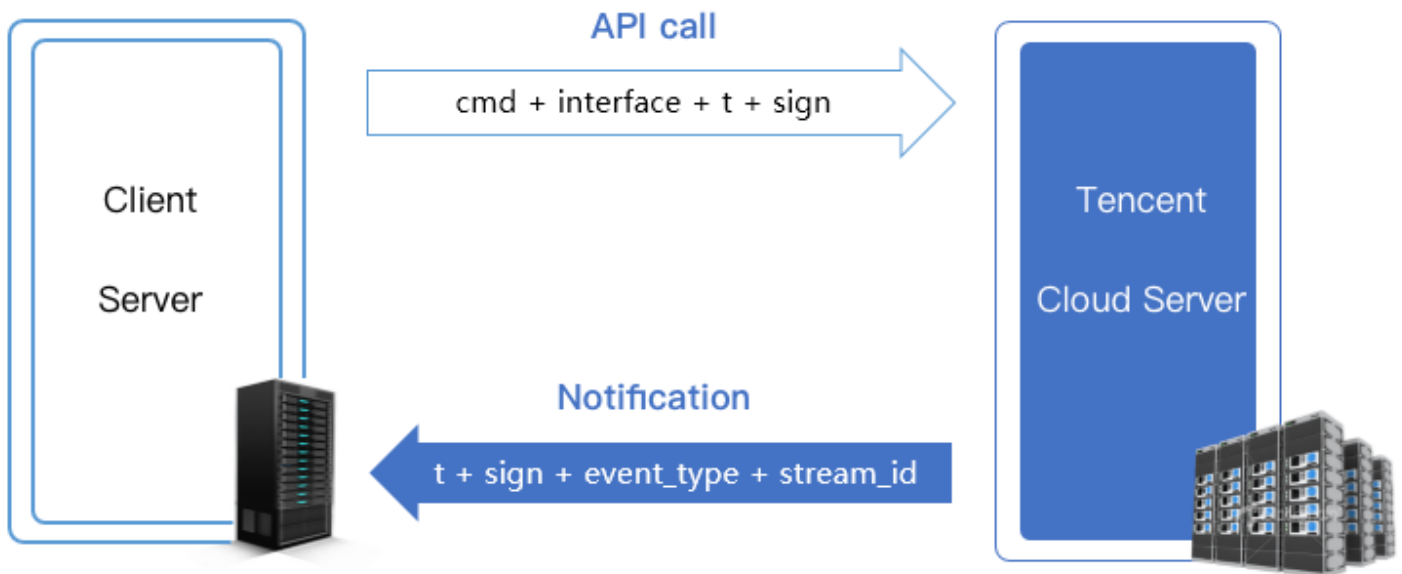 API call
cmd + interface + t + sign
Client
Server
Tencent
Cloud Server
Notification
t + sign + event_type + stream_id